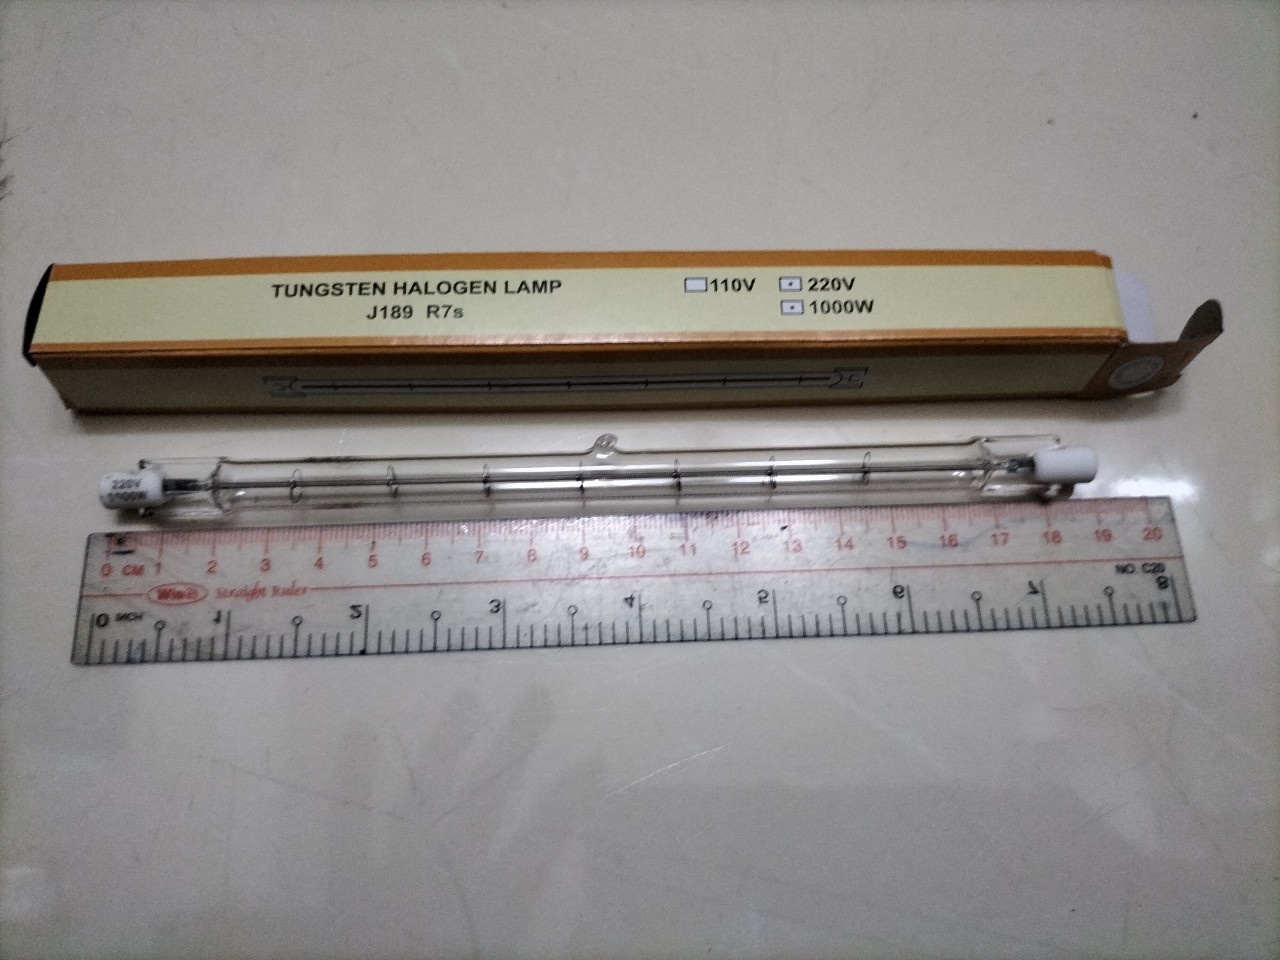 TUNGSTEN HALOGEN LAMP
J189 R7s
110V
220V
1000W
220V
0 CM 1 2 3 4 5 6 7 8 9 10 11 12 13 14 15 16 17 18 19 20
NO. C20
Straight Ruler
0 INCH 1 2 3 4 5 6 7 8